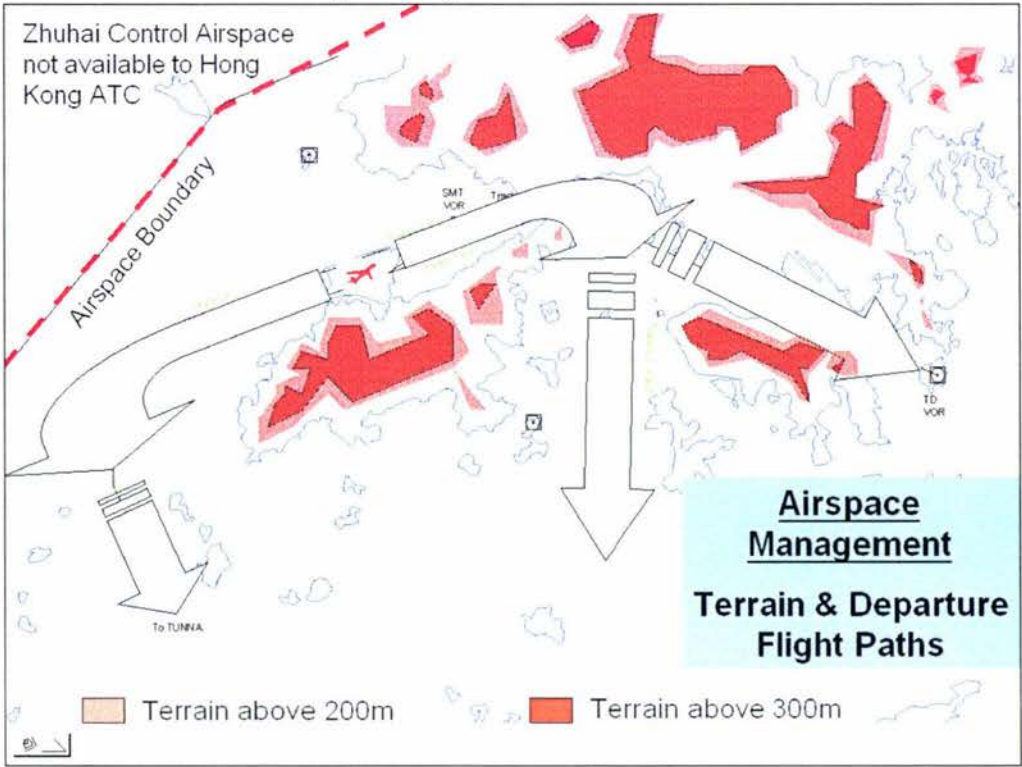 Zhuhai Control Airspace
not available to Hong
Kong ATC
Airspace Boundary
SMT
VOR
TD
VOR
To TUNNA
Airspace
Management
Terrain & Departure
Flight Paths
Terrain above 200m
Terrain above 300m